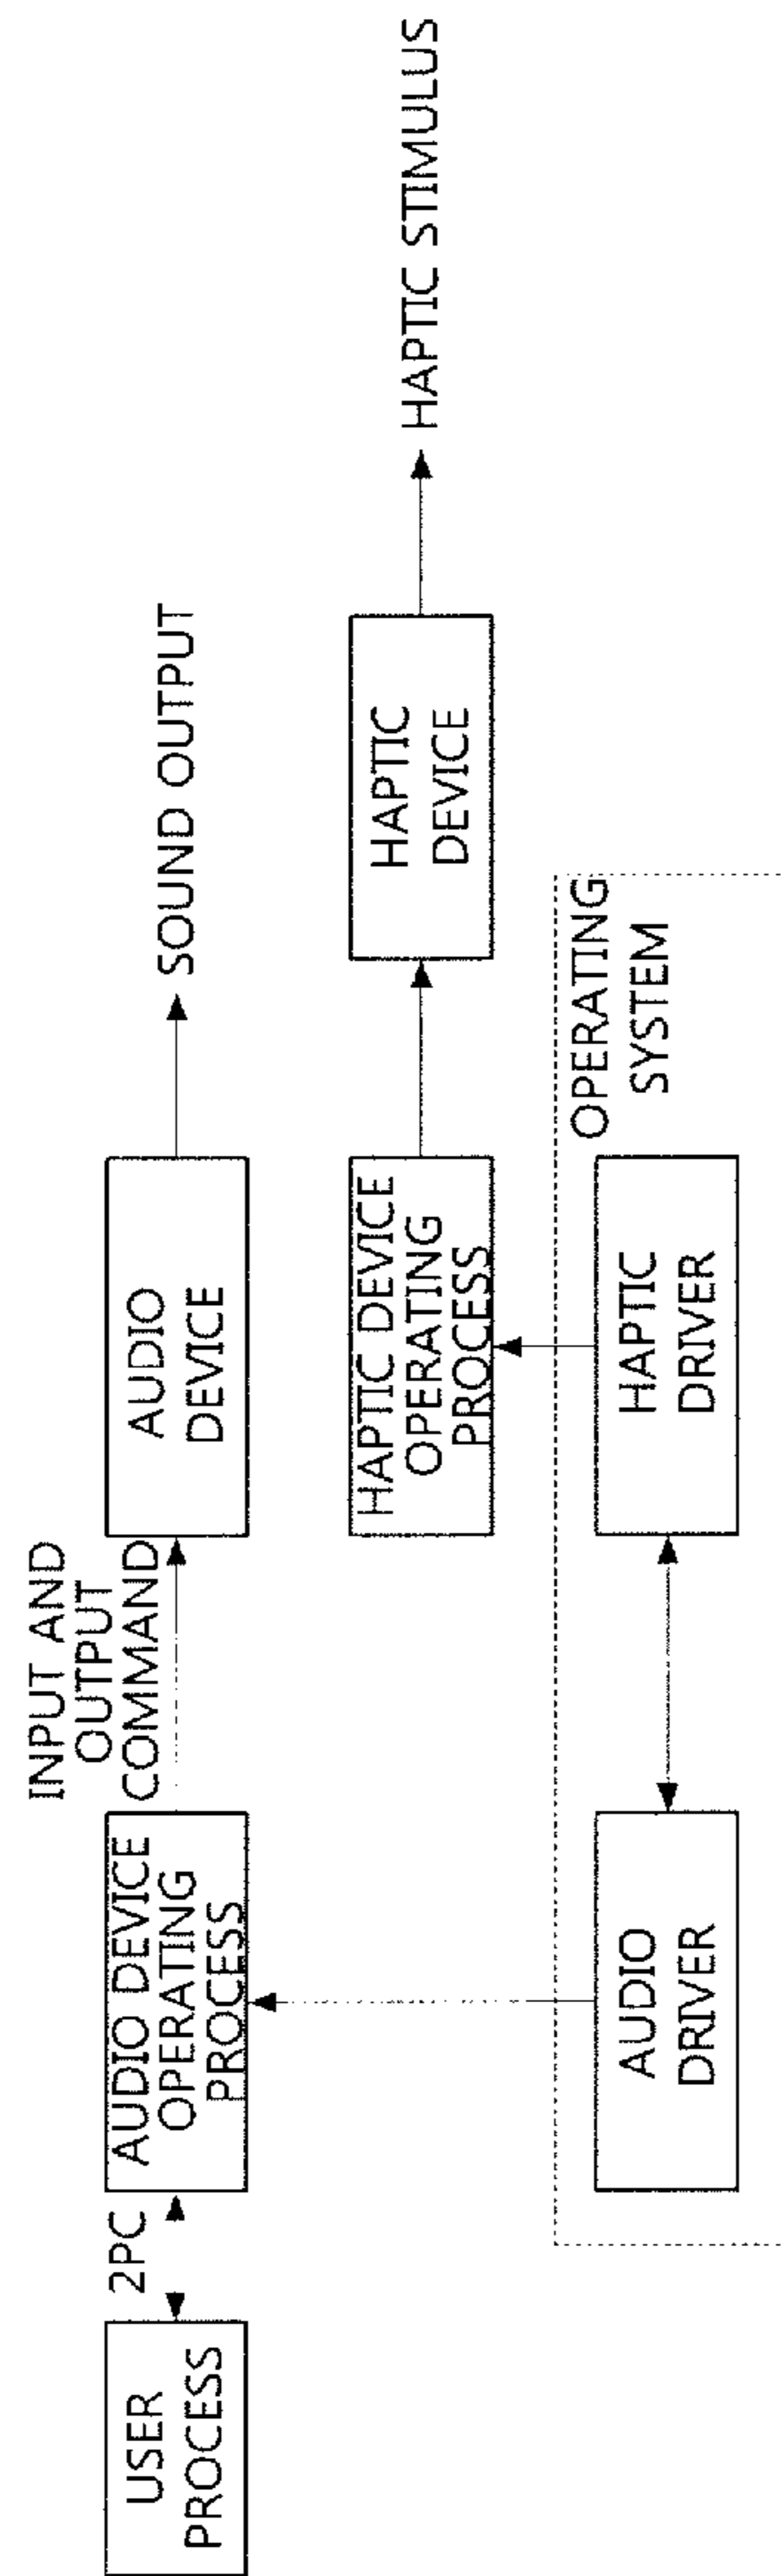 USER
PROCESS
2PC
AUDIO DEVICE
OPERATING
PROCESS
INPUT AND
OUTPUT
COMMAND
AUDIO
DEVICE
SOUND OUTPUT
HAPTIC DEVICE
OPERATING
PROCESS
HAPTIC
DEVICE
HAPTIC STIMULUS
AUDIO
DRIVER
HAPTIC
DRIVER
OPERATING
SYSTEM